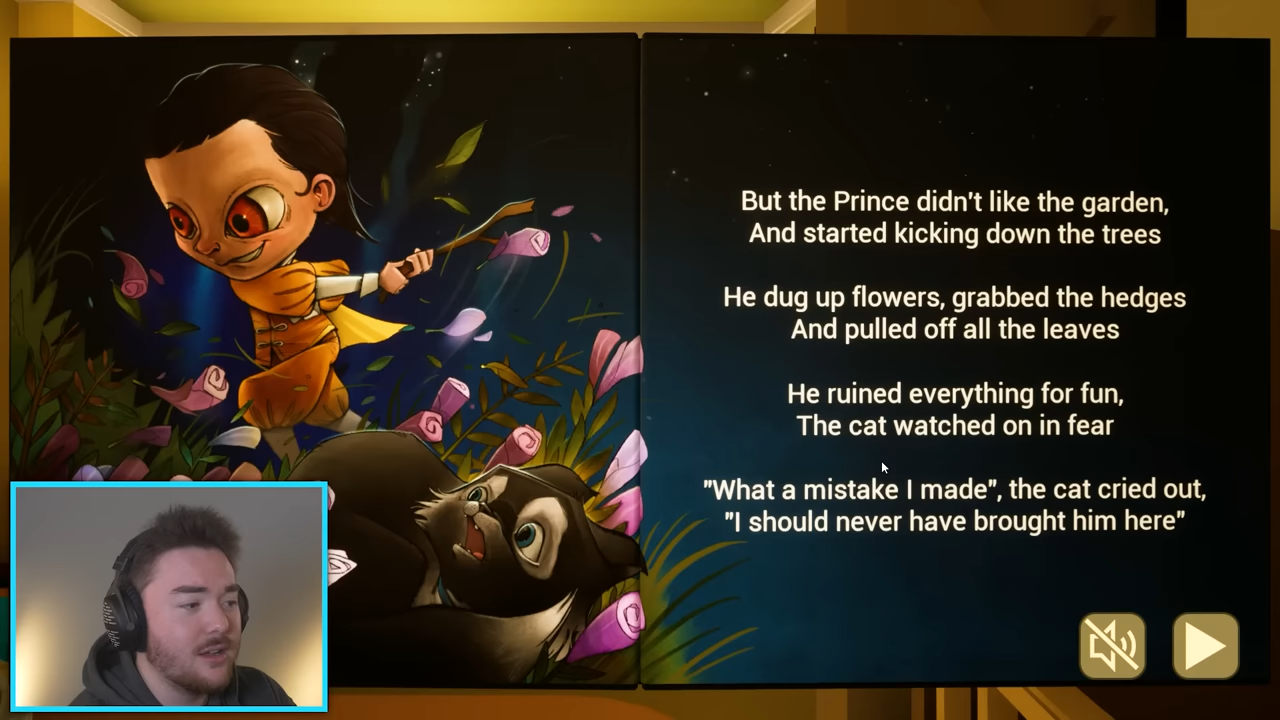 But the Prince didn't like the garden,
And started kicking down the trees
He dug up flowers, grabbed the hedges
And pulled off all the leaves
He ruined everything for fun,
The cat watched on in fear
"What a mistake I made", the cat cried out,
"I should never have brought him here"